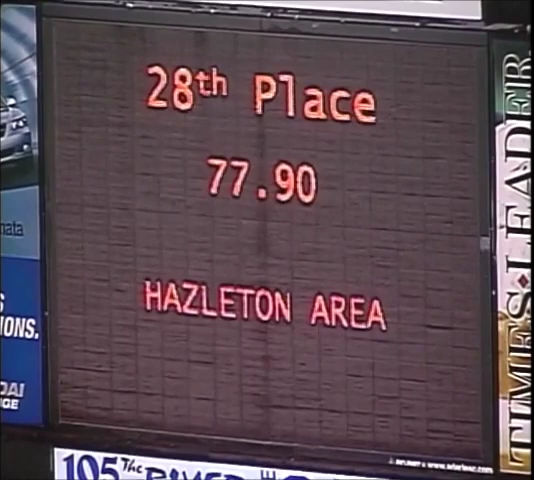 28th Place
77.90
HAZLETON AREA
TIMES LEADER
105 The RIVER